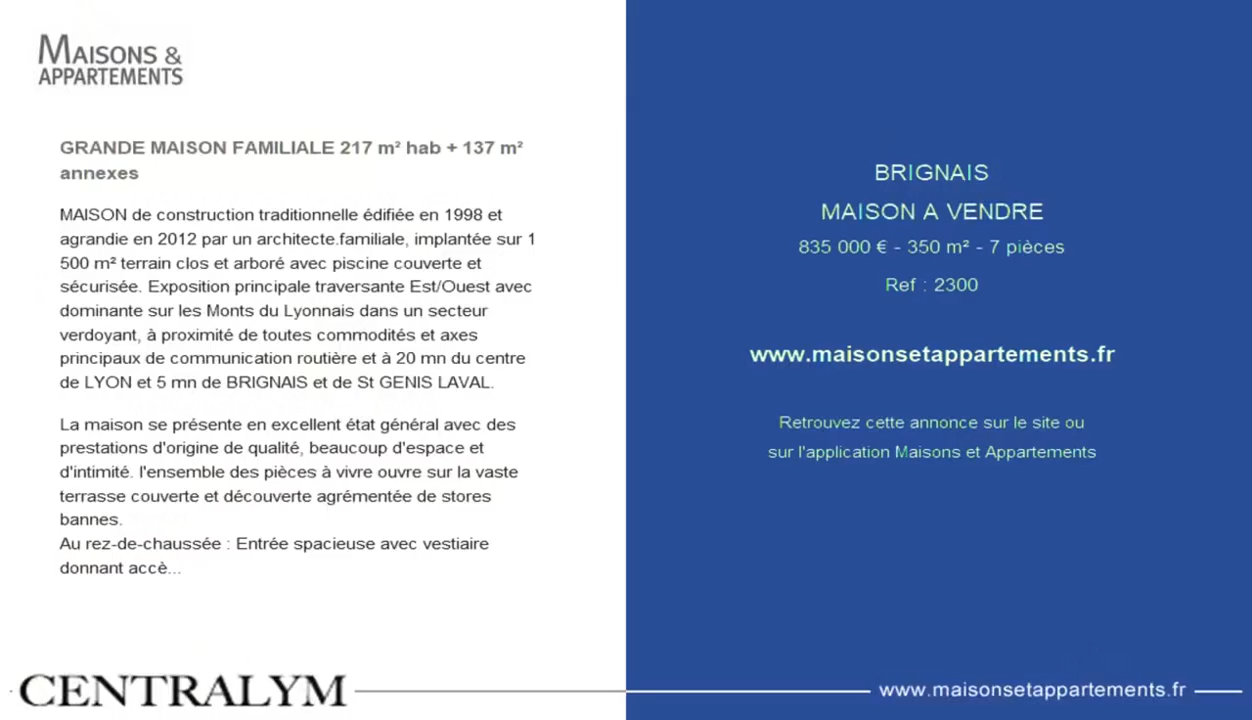 MAISONS &
APPARTEMENTS
GRANDE MAISON FAMILIALE 217 m² hab + 137 m²
annexes
MAISON de construction traditionnelle édifiée en 1998 et
agrandie en 2012 par un architecte.familiale, implantée sur 1
500 m² terrain clos et arboré avec piscine couverte et
sécurisée. Exposition principale traversante Est/Ouest avec
dominante sur les Monts du Lyonnais dans un secteur
verdoyant, à proximité de toutes commodités et axes
principaux de communication routière et à 20 mn du centre
de LYON et 5 mn de BRIGNAIS et de St GENIS LAVAL.
La maison se présente en excellent état général avec des
prestations d'origine de qualité, beaucoup d'espace et
d'intimité. l'ensemble des pièces à vivre ouvre sur la vaste
terrasse couverte et découverte agrémentée de stores
bannes.
Au rez-de-chaussée : Entrée spacieuse avec vestiaire
donnant accè...
CENTRALYM
BRIGNAIS
MAISON A VENDRE
835 000 € - 350 m² - 7 pièces
Ref : 2300
www.maisonsetappartements.fr
Retrouvez cette annonce sur le site ou
sur l'application Maisons et Appartements
www.maisonsetappartements.fr